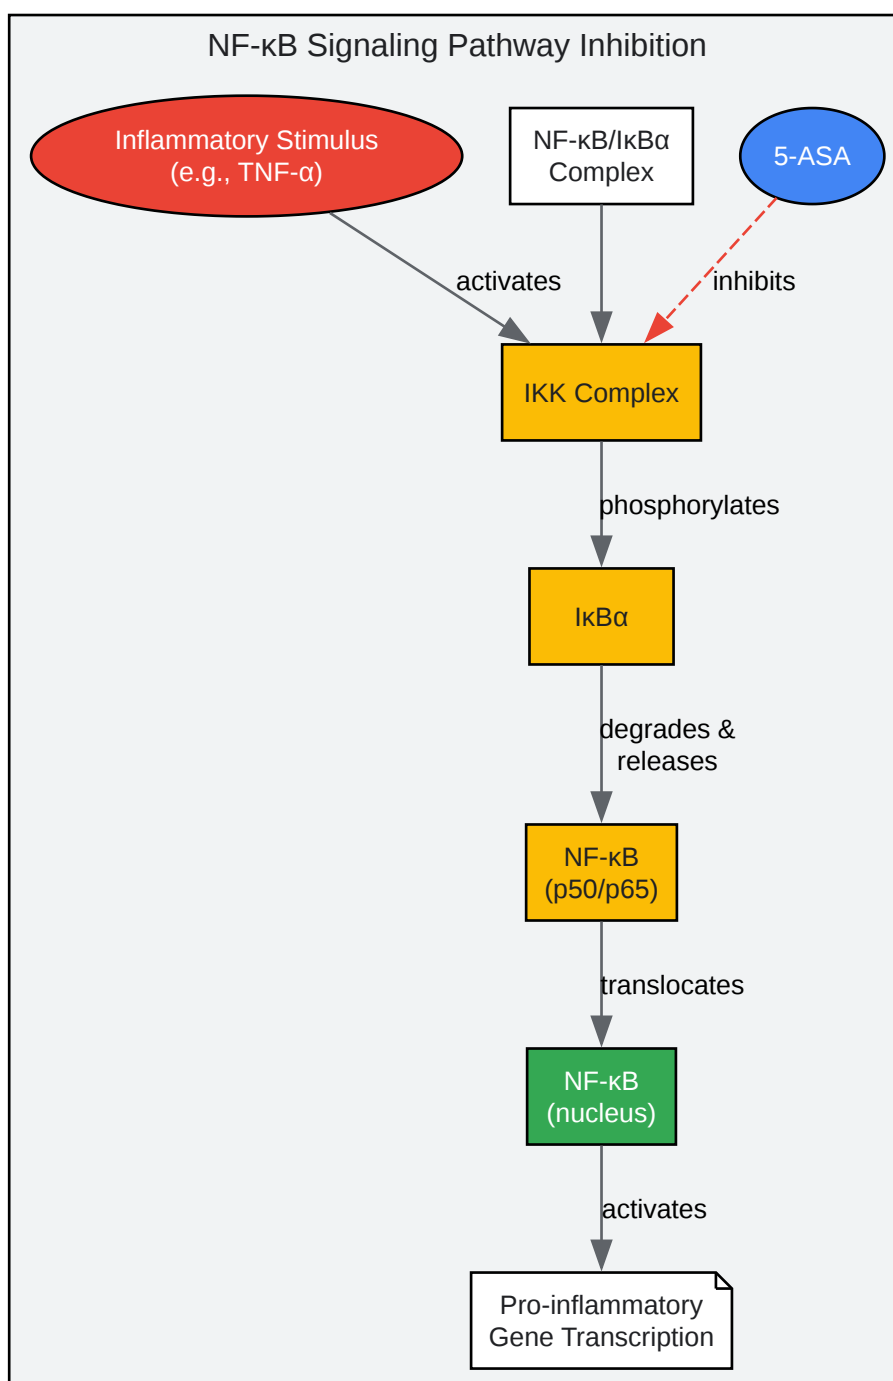 NF-κB Signaling Pathway Inhibition
Inflammatory Stimulus
(e.g., TNF-α)
NF-κB/IκBα
Complex
5-ASA
activates
inhibits
IKK Complex
phosphorylates
IκBα
degrades &
releases
NF-κB
(p50/p65)
translocates
NF-κB
(nucleus)
activates
Pro-inflammatory
Gene Transcription